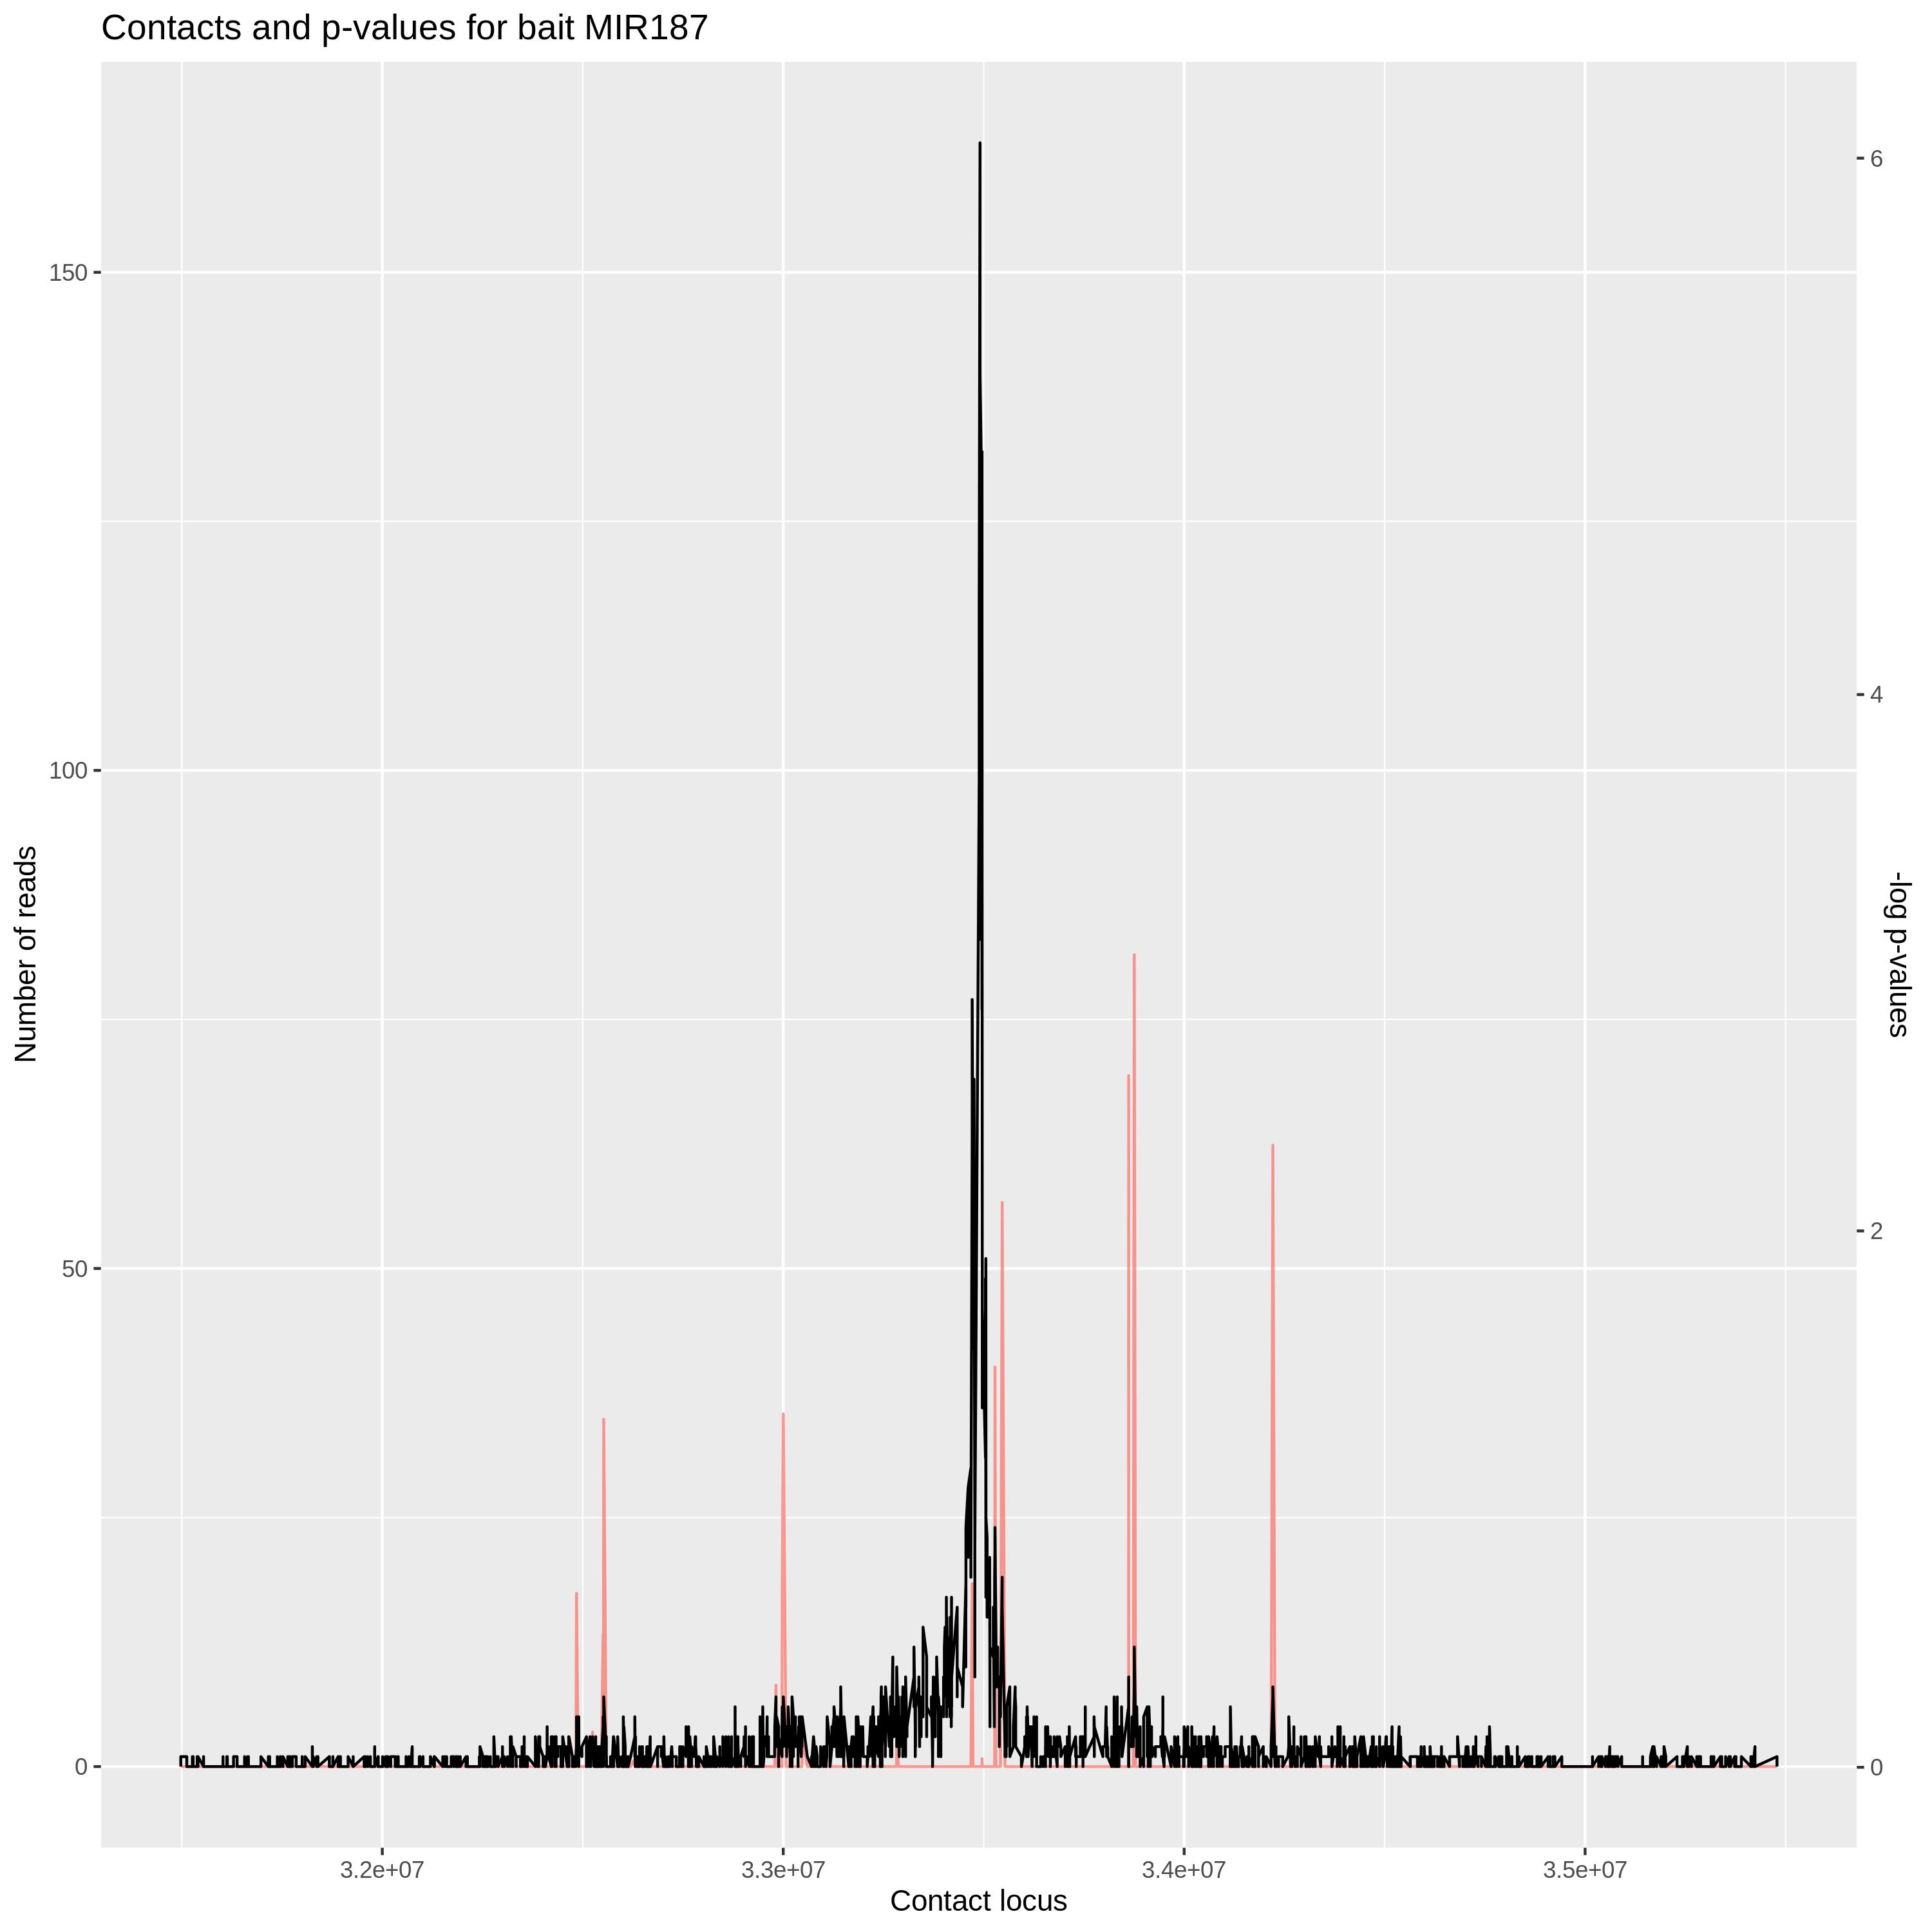 Contacts and p-values for bait MIR187
150
100
50
0
Number of reads
6
4
2
0
-log p-values
3.2e+07
3.3e+07
3.4e+07
3.5e+07
Contact locus